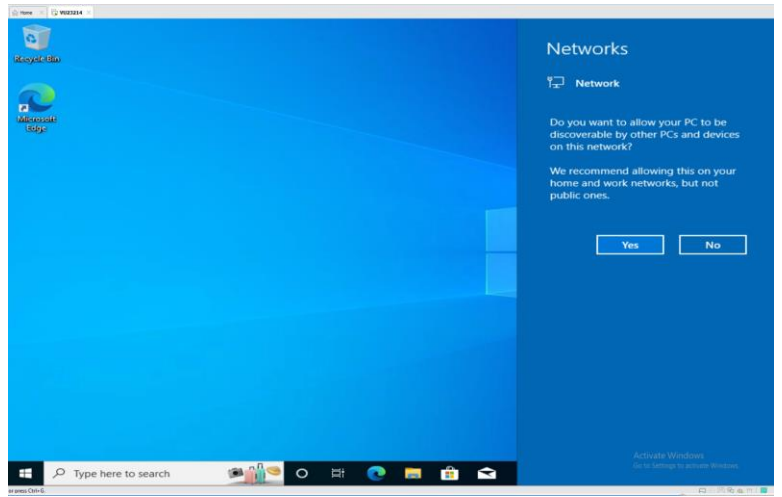 Home
VUIES214
Recycle Bin
Microsoft
Edge
Networks
Network
Do you want to allow your PC to be
discoverable by other PCs and devices
on this network?
We recommend allowing this on your
home and work networks, but not
public ones.
Yes
No
Activate Windows
Go to Settings to activate Windows.
Type here to search
or press Ctrl+G.